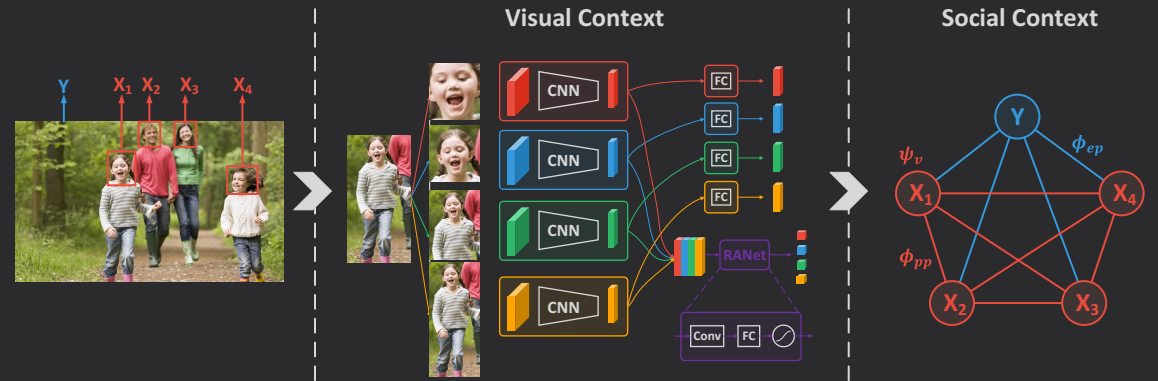 Visual Context
Social Context
Y
X1
X2
X3
X4
CNN
CNN
CNN
CNN
FC
FC
FC
FC
RANet
Conv
FC
Y
ϕep
ψv
X1
X4
ϕpp
X2
X3